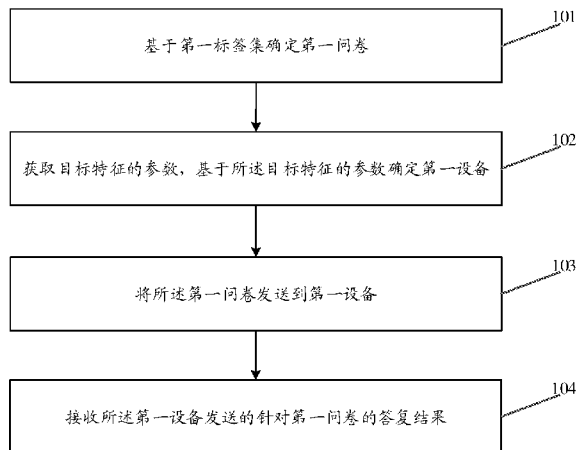 101
基于第一标签集确定第一问卷
102
获取目标特征的参数，基于所述目标特征的参数确定第一设备
103
将所述第一问卷发送到第一设备
104
接收所述第一设备发送的针对第一问卷的答复结果